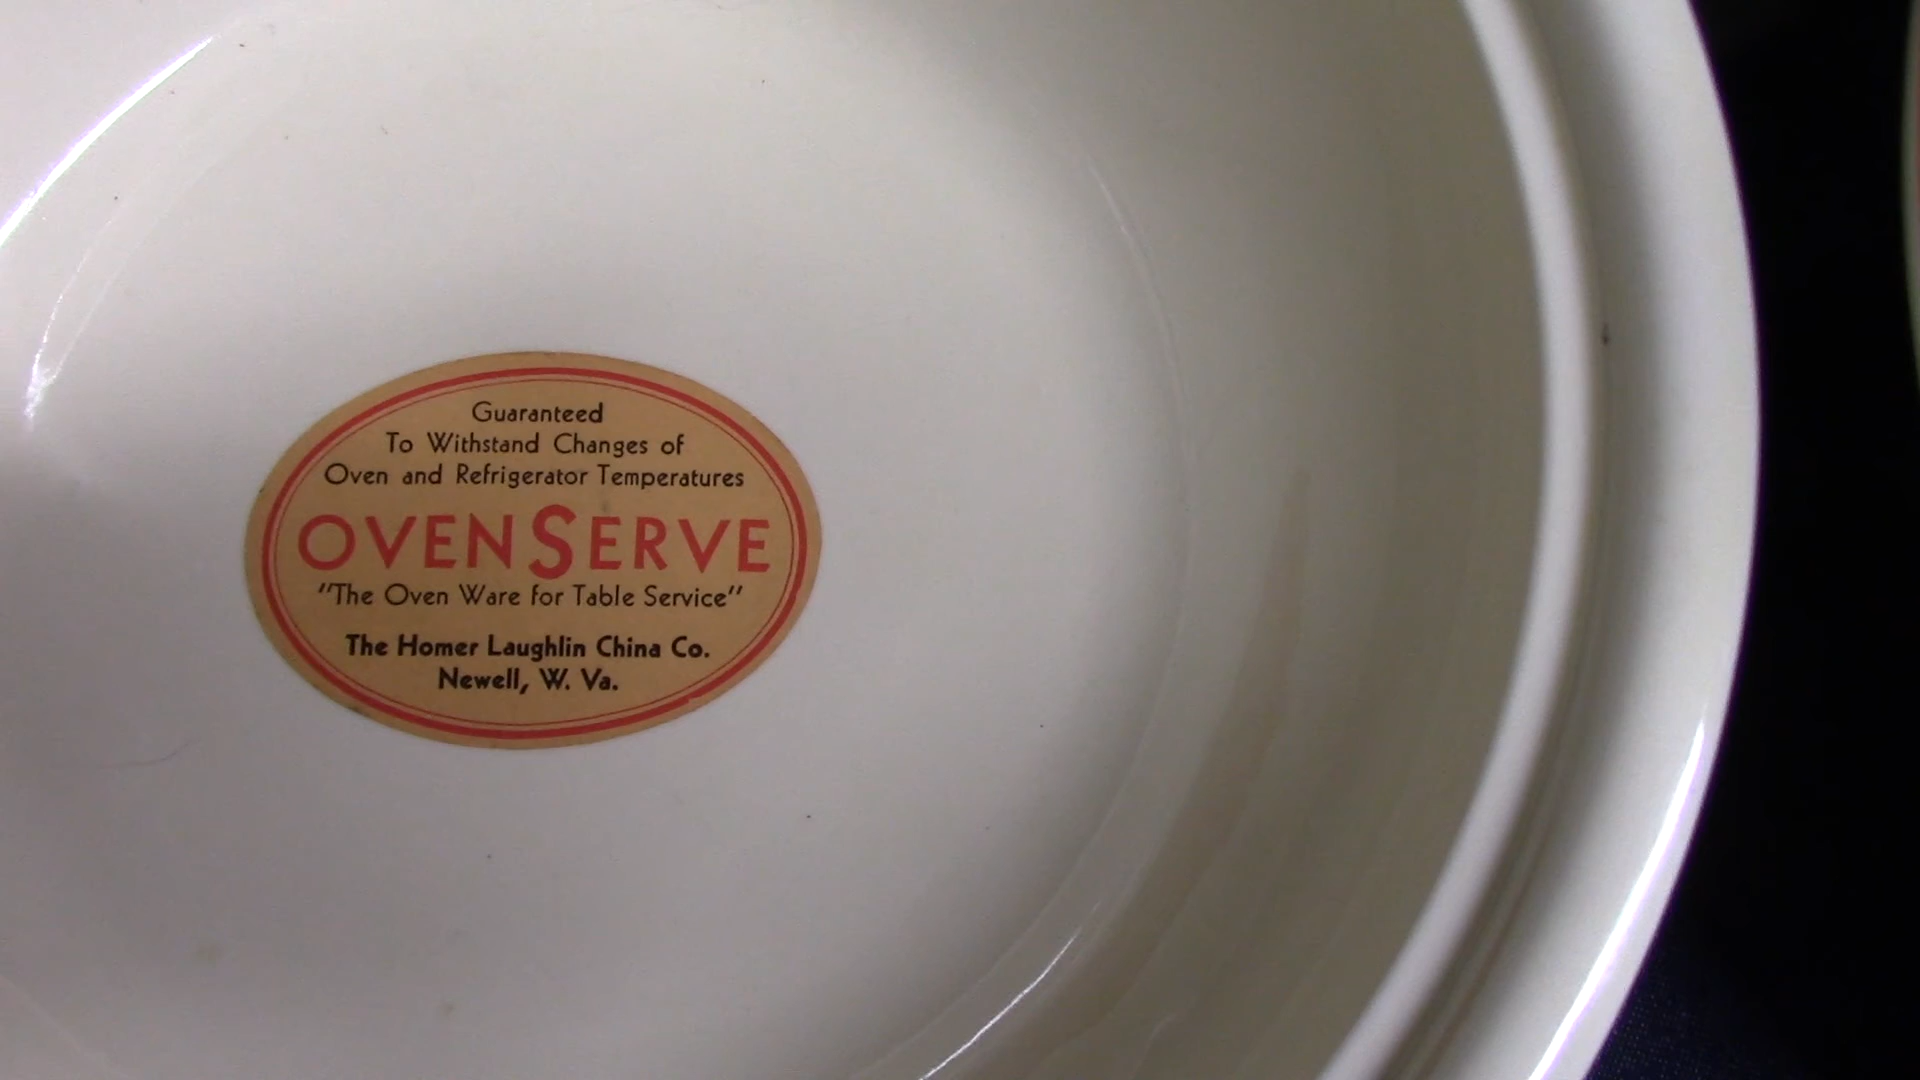 Guaranteed
To Withstand Changes of
Oven and Refrigerator Temperatures
OVENSERVE
"The Oven Ware for Table Service"
The Homer Laughlin China Co.
Newell, W. Va.